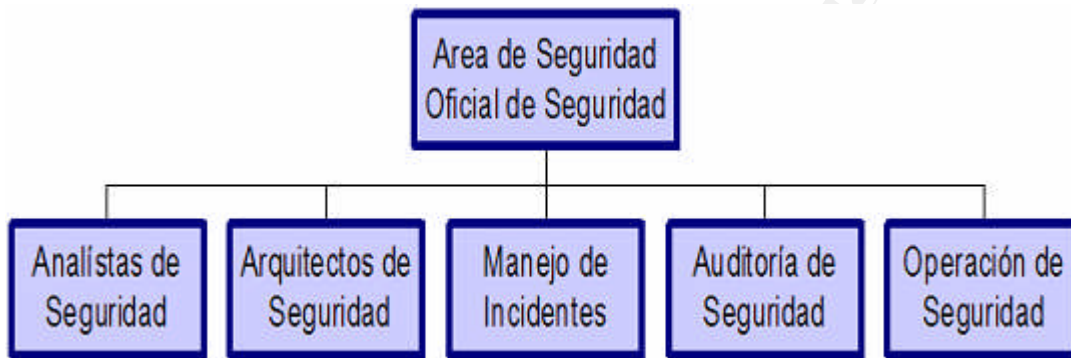 Area de Seguridad
Oficial de Seguridad
Analístas de
Seguridad
Arquitectos de
Seguridad
Manejo de
Incidentes
Auditoría de
Seguridad
Operación de
Seguridad